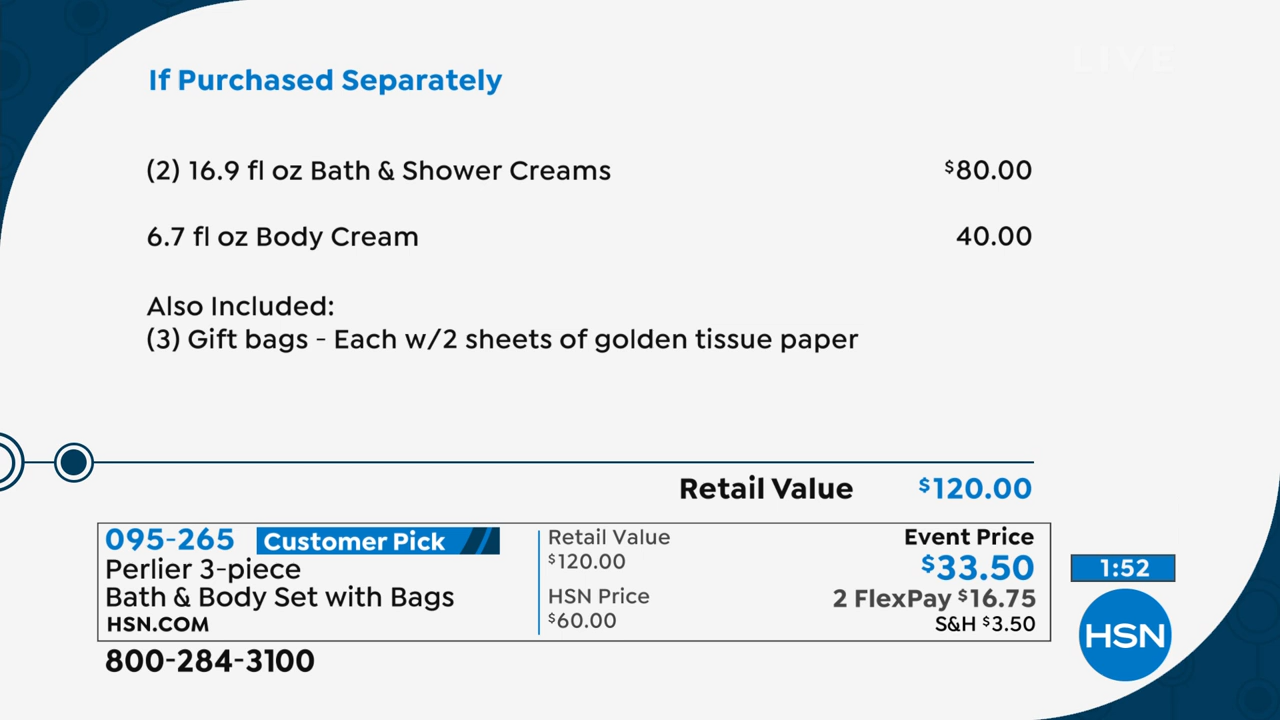 LIVE
If Purchased Separately
(2) 16.9 fl oz Bath & Shower Creams $80.00
6.7 fl oz Body Cream 40.00
Also Included:
(3) Gift bags - Each w/2 sheets of golden tissue paper
Retail Value $120.00
095-265 Customer Pick
Perlier 3-piece
Bath & Body Set with Bags
HSN.COM
Retail Value
$120.00
HSN Price
$60.00
Event Price
$33.50
2 FlexPay $16.75
S&H $3.50
1:52
HSN
800-284-3100